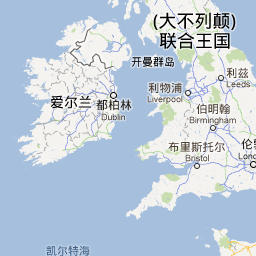 (大不列颠)
联合王国
开曼群岛
利兹
利物浦
Liverpool
Leeds
爱尔兰
都柏林
Dublin
伯明翰
Birmingham
布里斯托尔
Bristol
伦
凯尔特海